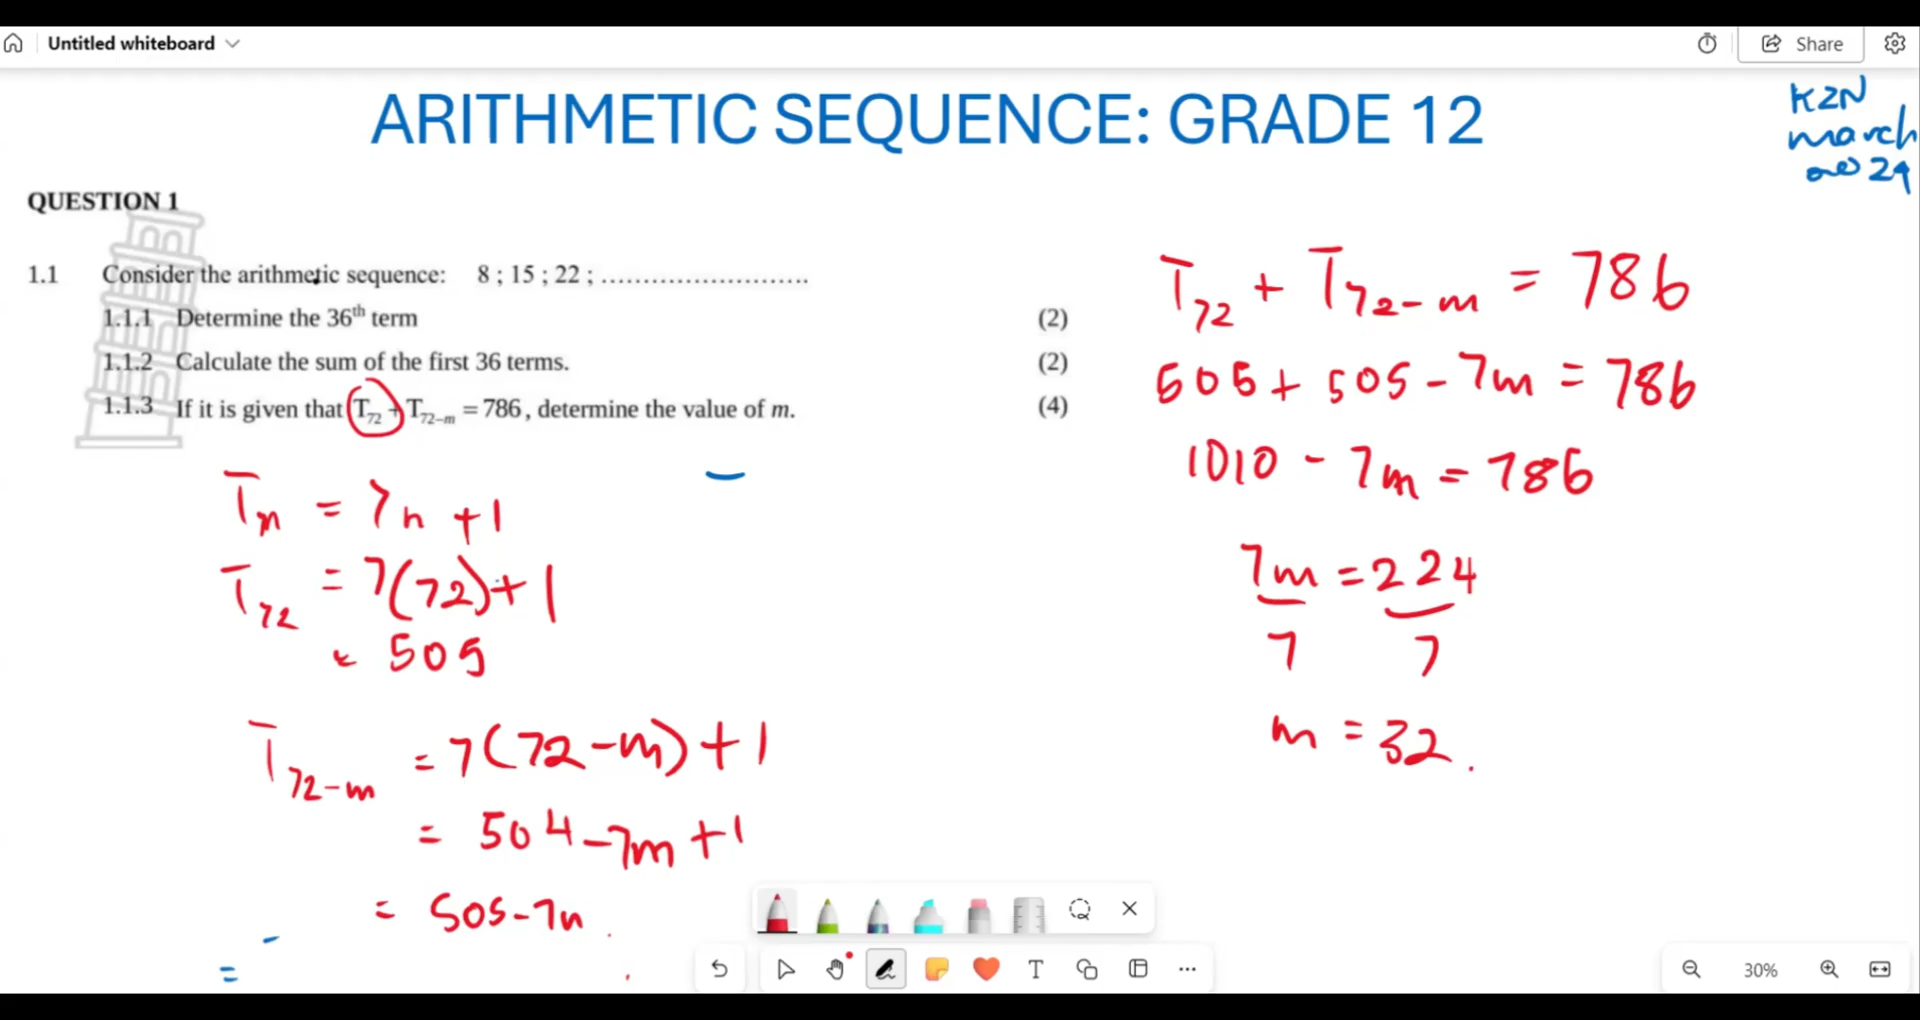 Untitled whiteboard
Share
ARITHMETIC SEQUENCE: GRADE 12
KZN
march
2024
QUESTION 1
1.1 Consider the arithmetic sequence: 8 ; 15 ; 22 ; ............................
1.1.1 Determine the 36th term (2)
1.1.2 Calculate the sum of the first 36 terms. (2)
1.1.3 If it is given that T72 + T72−m = 786, determine the value of m. (4)
Tn = 7n + 1
T72 = 7(72) + 1
= 505
T72−m = 7(72 − m) + 1
= 504 − 7m + 1
= 505 − 7m
=
T72 + T72−m = 786
505 + 505 − 7m = 786
1010 − 7m = 786
7m = 224
7 7
m = 32.
T
30%